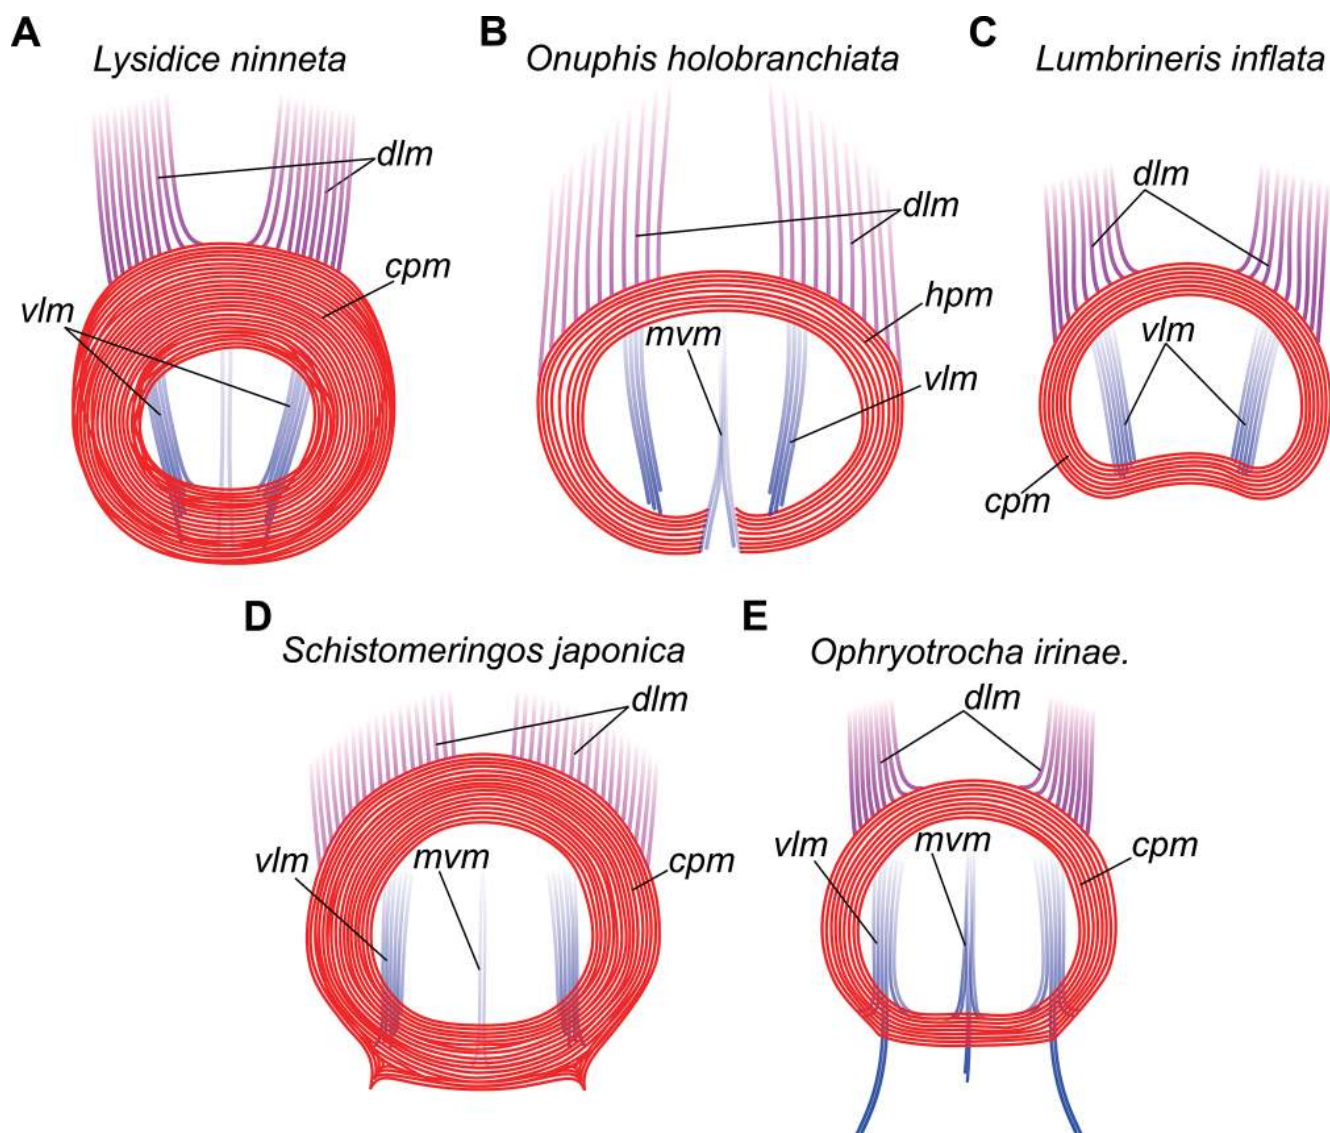 A
Lysidice ninneta
dlm
cpm
vlm
B
Onuphis holobranchiata
dlm
hpm
mvm
vlm
C
Lumbrineris inflata
dlm
vlm
cpm
D
Schistomeringos japonica
dlm
vlm
mvm
cpm
E
Ophryotrocha irinae.
dlm
vlm
mvm
cpm